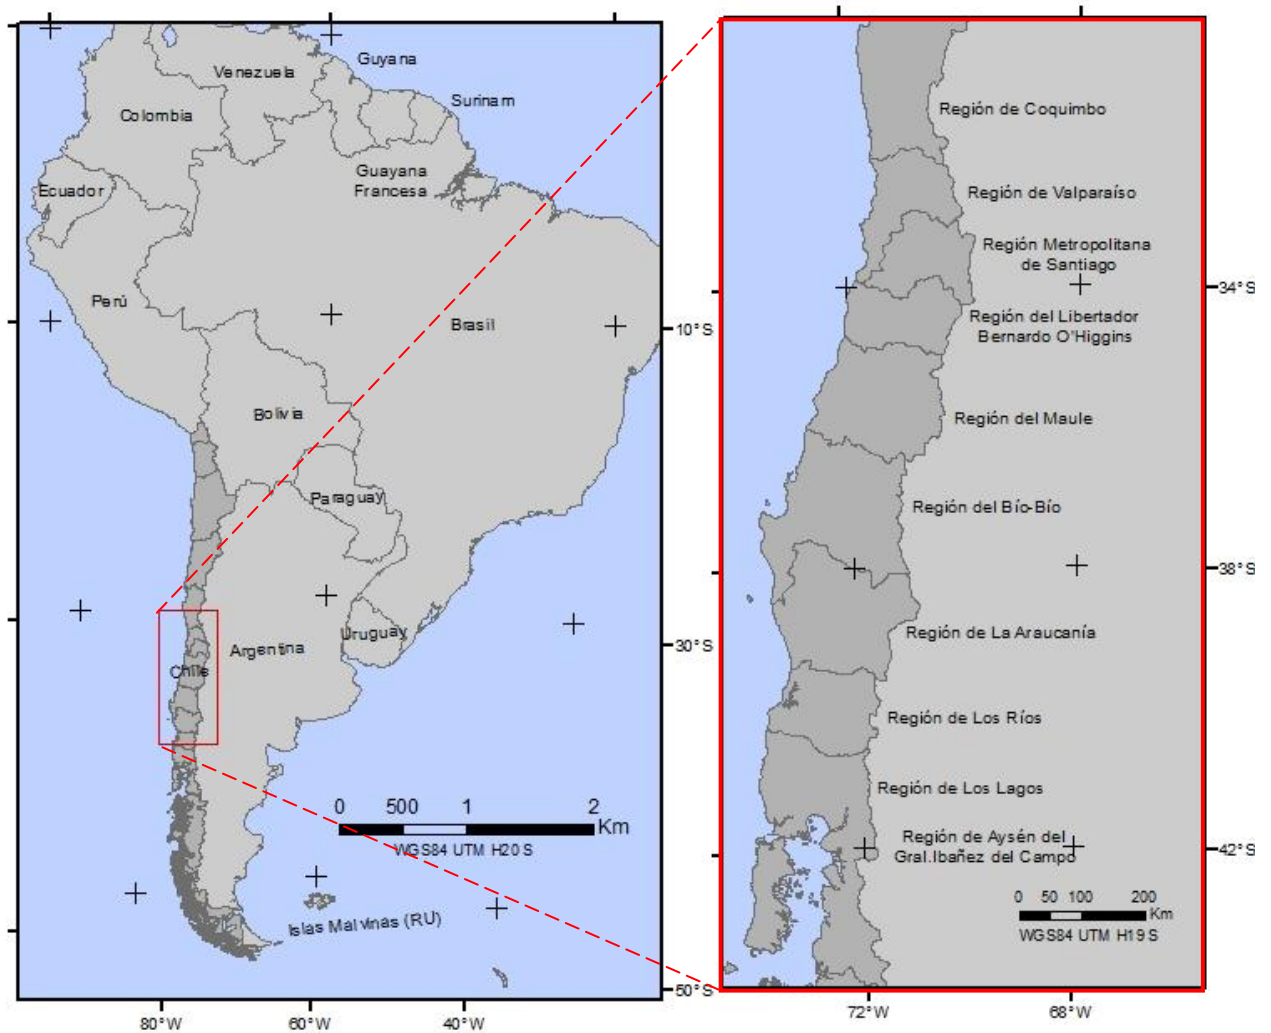 Guyana
Venezuela
Surinam
Colombia
Guayana
Francesa
Ecuador
Perú
Brasil
10°S
Bolivia
Paraguay
Uruguay
Argentina
30°S
Chile
0 500 1 2
Km
WGS84 UTM H20 S
Islas Malvinas (RU)
50°S
80°W 60°W 40°W
Región de Coquimbo
Región de Valparaíso
Región Metropolitana
de Santiago
34°S
Región del Libertador
Bernardo O'Higgins
Región del Maule
Región del Bío-Bío
38°S
Región de La Araucanía
Región de Los Ríos
Región de Los Lagos
Región de Aysén del
Gral.Ibañez del Campo
42°S
0 50 100 200
Km
WGS84 UTM H19 S
72°W 68°W